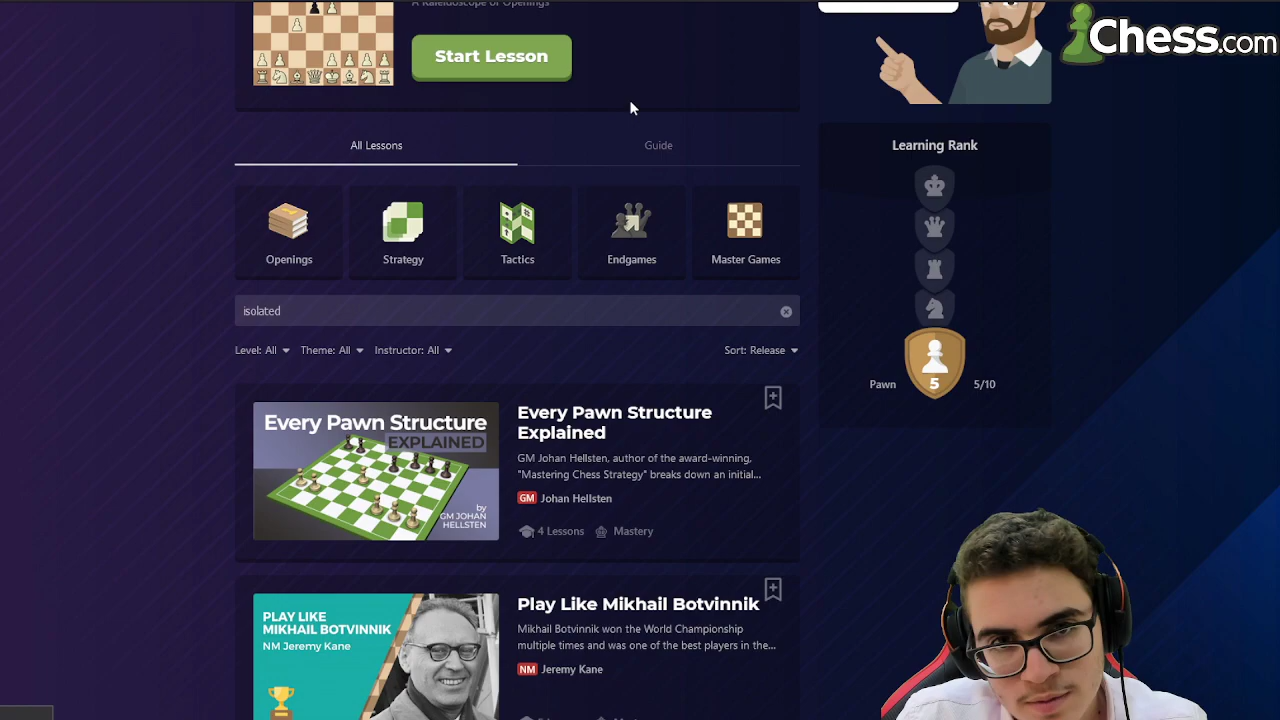 A Kaleidoscope of Openings
Start Lesson
Chess.com
All Lessons
Guide
Openings
Strategy
Tactics
Endgames
Master Games
isolated
Level: All
Theme: All
Instructor: All
Sort: Release
Learning Rank
5
Pawn
5/10
Every Pawn Structure
EXPLAINED
by
GM JOHAN
HELLSTEN
Every Pawn Structure
Explained
GM Johan Hellsten, author of the award-winning,
"Mastering Chess Strategy" breaks down an initial...
GM Johan Hellsten
4 Lessons
Mastery
PLAY LIKE
MIKHAIL BOTVINNIK
NM Jeremy Kane
Play Like Mikhail Botvinnik
Mikhail Botvinnik won the World Championship
multiple times and was one of the best players in the...
NM Jeremy Kane